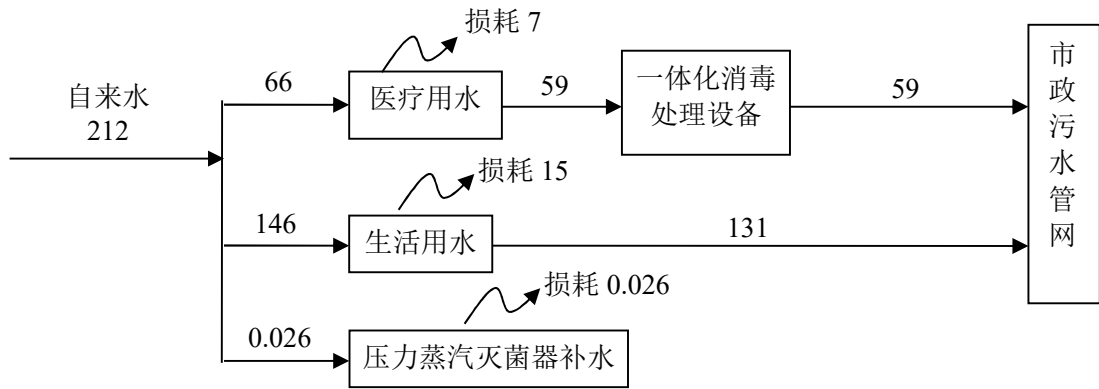 损耗 7
66
医疗用水
59
一体化消毒
处理设备
59
自来水
212
损耗 15
146
生活用水
131
损耗 0.026
0.026
压力蒸汽灭菌器补水
市
政
污
水
管
网